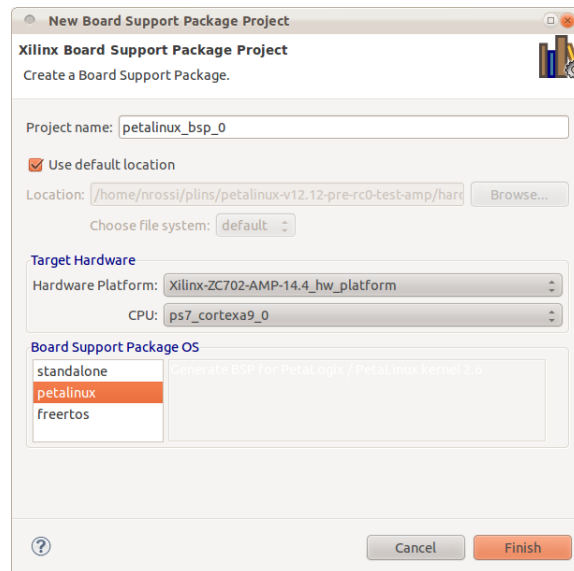 New Board Support Package Project
Xilinx Board Support Package Project
Create a Board Support Package.
Project name: petalinux_bsp_0
Use default location
Location: /home/nrossi/plins/petalinux-v12.12-pre-rc0-test-amp/hard Browse...
Choose file system: default
Target Hardware
Hardware Platform: Xilinx-ZC702-AMP-14.4_hw_platform
CPU: ps7_cortexa9_0
Board Support Package OS
standalone Generate BSP for PetaLogix / PetaLinux kernel 2.6
petalinux
freertos
? Cancel Finish